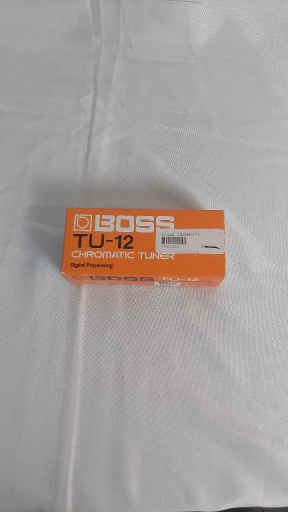 BOSS
TU-12
CHROMATIC TUNER
Digital Processing
BOSS TU-12